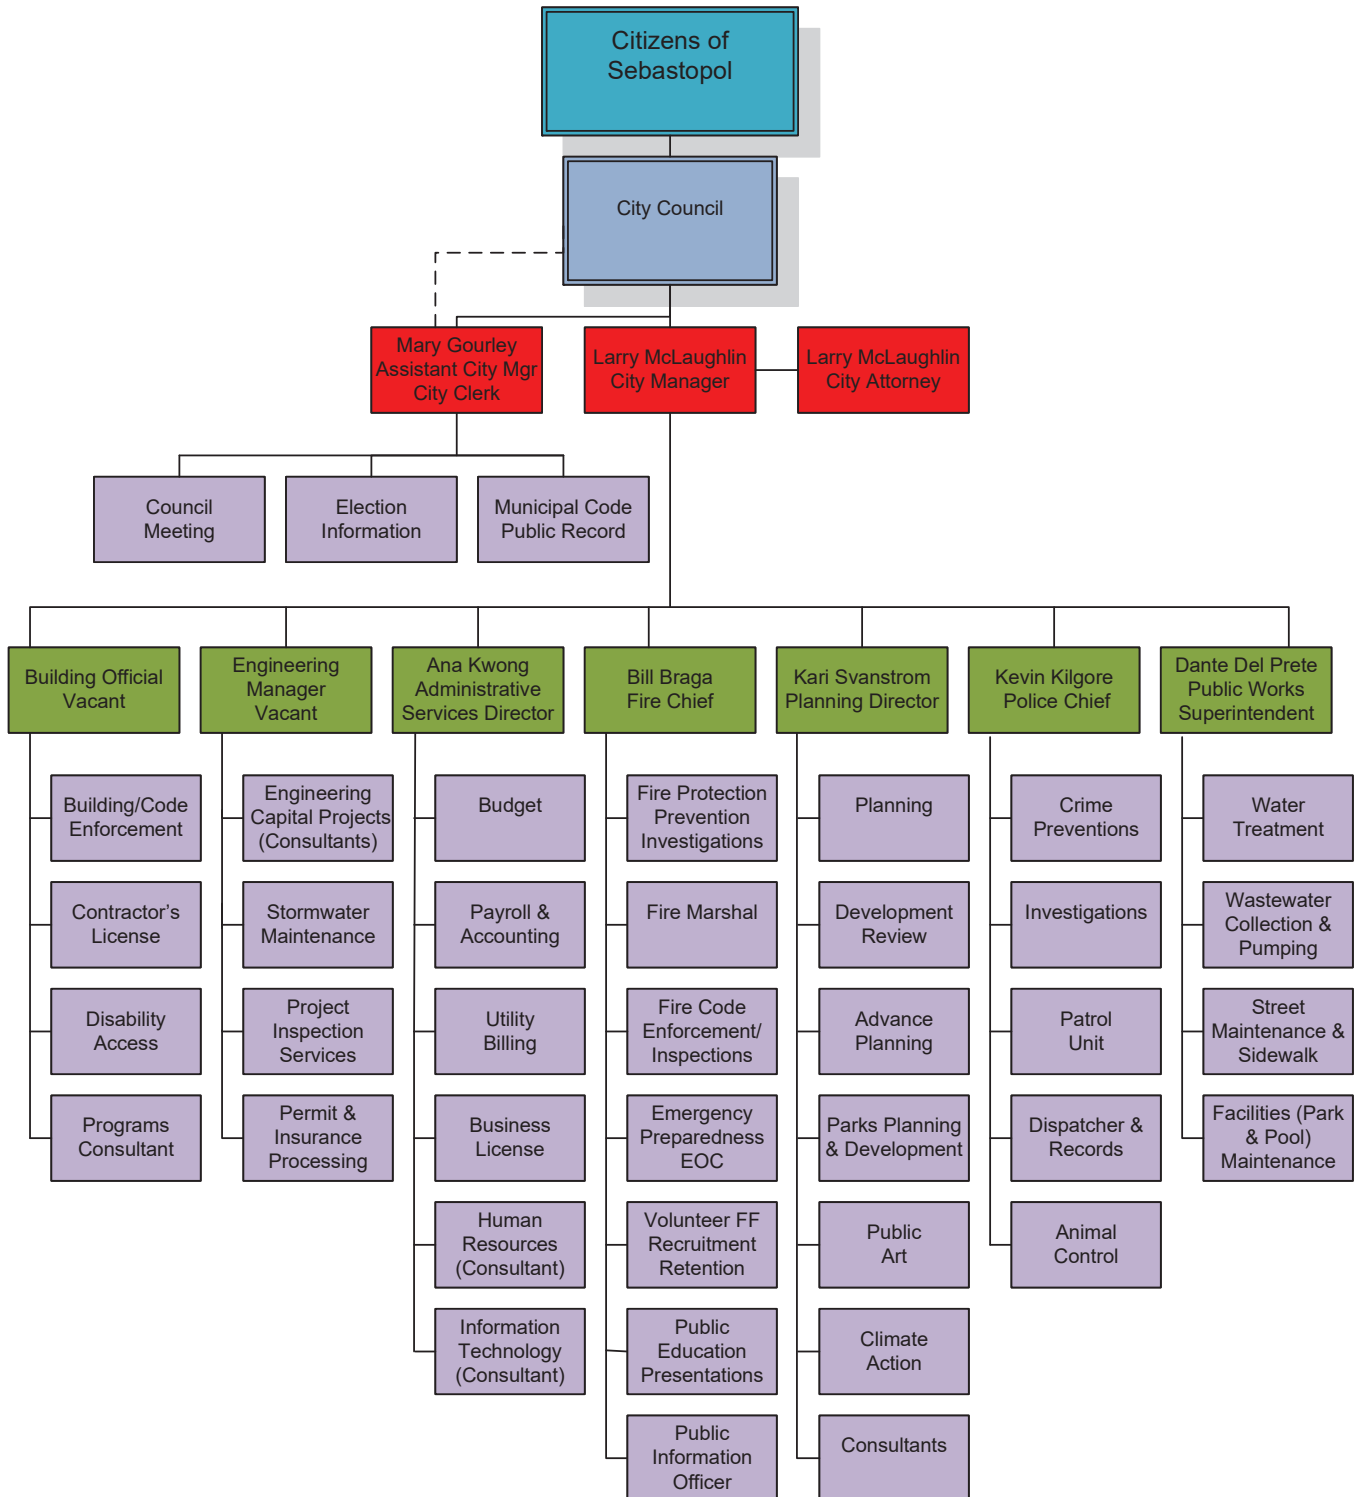 Citizens of
Sebastopol
City Council
Mary Gourley
Assistant City Mgr
City Clerk
Larry McLaughlin
City Manager
Larry McLaughlin
City Attorney
Council
Meeting
Election
Information
Municipal Code
Public Record
Building Official
Vacant
Engineering
Manager
Vacant
Ana Kwong
Administrative
Services Director
Bill Braga
Fire Chief
Kari Svanstrom
Planning Director
Kevin Kilgore
Police Chief
Dante Del Prete
Public Works
Superintendent
Building/Code
Enforcement
Contractor’s
License
Disability
Access
Programs
Consultant
Engineering
Capital Projects
(Consultants)
Stormwater
Maintenance
Project
Inspection
Services
Permit &
Insurance
Processing
Budget
Payroll &
Accounting
Utility
Billing
Business
License
Human
Resources
(Consultant)
Information
Technology
(Consultant)
Fire Protection
Prevention
Investigations
Fire Marshal
Fire Code
Enforcement/
Inspections
Emergency
Preparedness
EOC
Volunteer FF
Recruitment
Retention
Public
Education
Presentations
Public
Information
Officer
Planning
Development
Review
Advance
Planning
Parks Planning
& Development
Public
Art
Climate
Action
Consultants
Crime
Preventions
Investigations
Patrol
Unit
Dispatcher &
Records
Animal
Control
Water
Treatment
Wastewater
Collection &
Pumping
Street
Maintenance &
Sidewalk
Facilities (Park
& Pool)
Maintenance